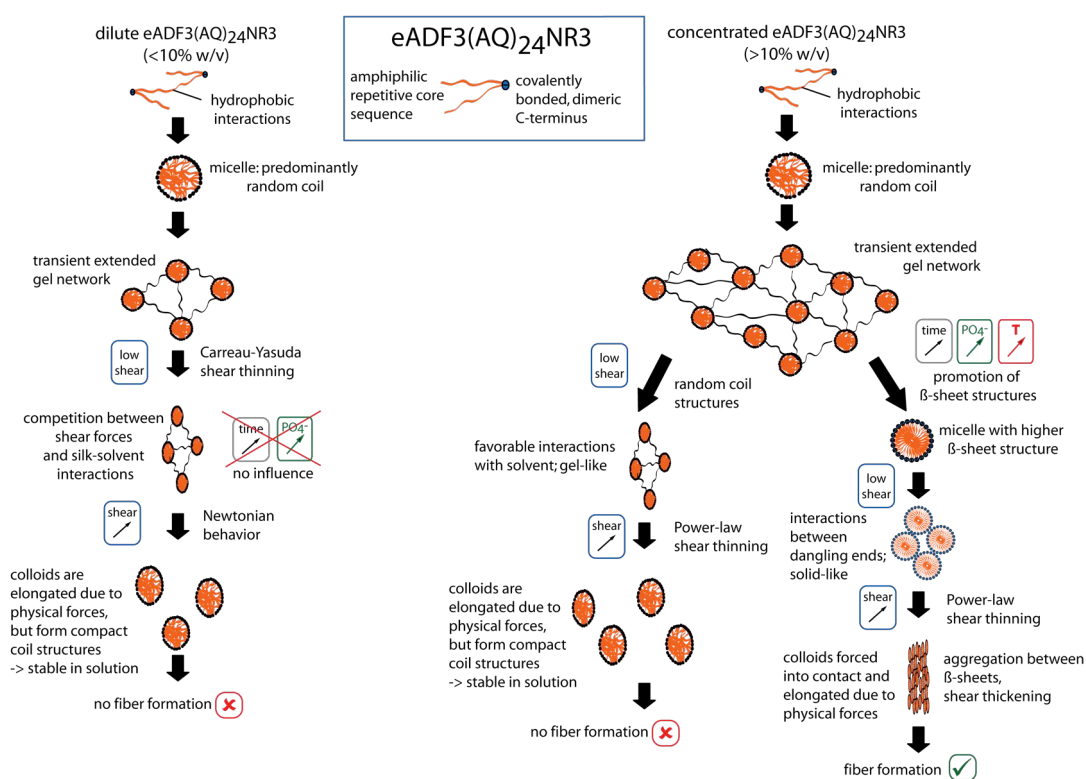 dilute eADF3(AQ)24NR3
(<10% w/v)
hydrophobic
interactions
micelle: predominantly
random coil
transient extended
gel network
low
shear
Carreau-Yasuda
shear thinning
competition between
shear forces
and silk-solvent
interactions
time
PO4-
no influence
shear
Newtonian
behavior
colloids are
elongated due to
physical forces,
but form compact
coil structures
-> stable in solution
no fiber formation
eADF3(AQ)24NR3
amphiphilic
repetitive core
sequence
covalently
bonded, dimeric
C-terminus
concentrated eADF3(AQ)24NR3
(>10% w/v)
hydrophobic
interactions
micelle: predominantly
random coil
transient extended
gel network
low
shear
random coil
structures
favorable interactions
with solvent; gel-like
shear
Power-law
shear thinning
colloids are
elongated due to
physical forces,
but form compact
coil structures
-> stable in solution
no fiber formation
time
PO4-
T
promotion of
ß-sheet structures
micelle with higher
ß-sheet structure
low
shear
interactions
between
dangling ends;
solid-like
shear
Power-law
shear thinning
colloids forced
into contact and
elongated due to
physical forces
aggregation between
ß-sheets,
shear thickening
fiber formation